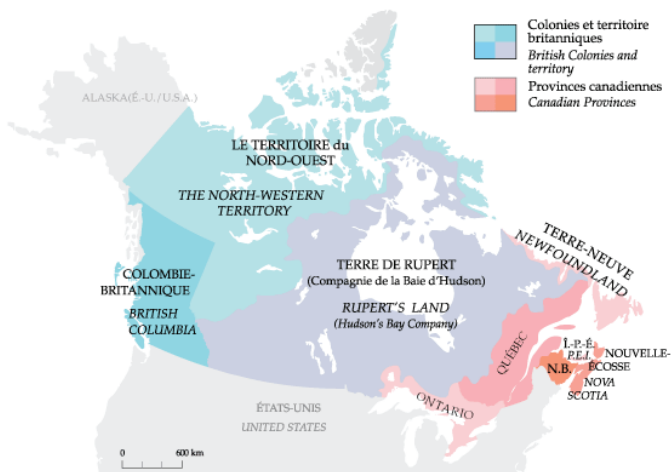 Colonies et territoire
britanniques
British Colonies and
territory
Provinces canadiennes
Canadian Provinces
ALASKA(É.-U./U.S.A.)
LE TERRITOIRE du
NORD-OUEST
THE NORTH-WESTERN
TERRITORY
TERRE-NEUVE
NEWFOUNDLAND
TERRE DE RUPERT
(Compagnie de la Baie d'Hudson)
RUPERT'S LAND
(Hudson's Bay Company)
COLOMBIE-
BRITANNIQUE
BRITISH
COLUMBIA
QUÉBEC
Î.-P.-É.
P.E.I.
NOUVELLE-
ÉCOSSE
N.B.
NOVA
SCOTIA
ONTARIO
ÉTATS-UNIS
UNITED STATES
0 600 km